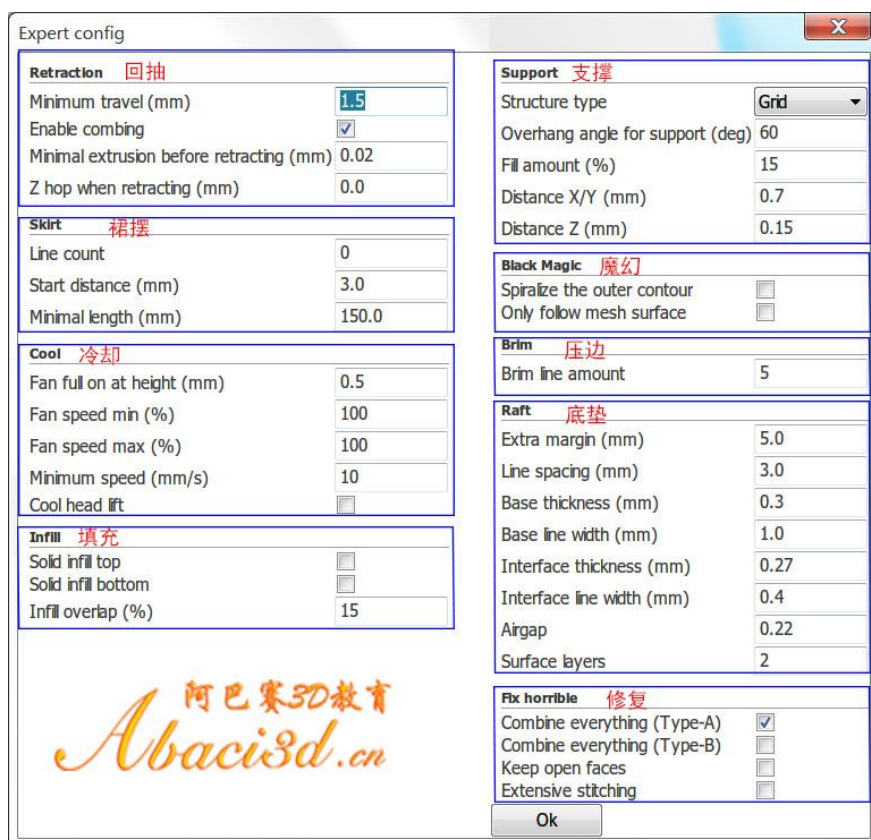 Expert config
Retraction 回抽
Minimum travel (mm) 1.5
Enable combing
Minimal extrusion before retracting (mm) 0.02
Z hop when retracting (mm) 0.0
Skirt 裙摆
Line count 0
Start distance (mm) 3.0
Minimal length (mm) 150.0
Cool 冷却
Fan full on at height (mm) 0.5
Fan speed min (%) 100
Fan speed max (%) 100
Minimum speed (mm/s) 10
Cool head lift
Infill 填充
Solid infill top
Solid infill bottom
Infill overlap (%) 15
阿巴赛3D教育
Abaci3d.cn
Support 支撑
Structure type Grid
Overhang angle for support (deg) 60
Fill amount (%) 15
Distance X/Y (mm) 0.7
Distance Z (mm) 0.15
Black Magic 魔幻
Spiralize the outer contour
Only follow mesh surface
Brim 压边
Brim line amount 5
Raft 底垫
Extra margin (mm) 5.0
Line spacing (mm) 3.0
Base thickness (mm) 0.3
Base line width (mm) 1.0
Interface thickness (mm) 0.27
Interface line width (mm) 0.4
Airgap 0.22
Surface layers 2
Fix horrible 修复
Combine everything (Type-A)
Combine everything (Type-B)
Keep open faces
Extensive stitching
Ok